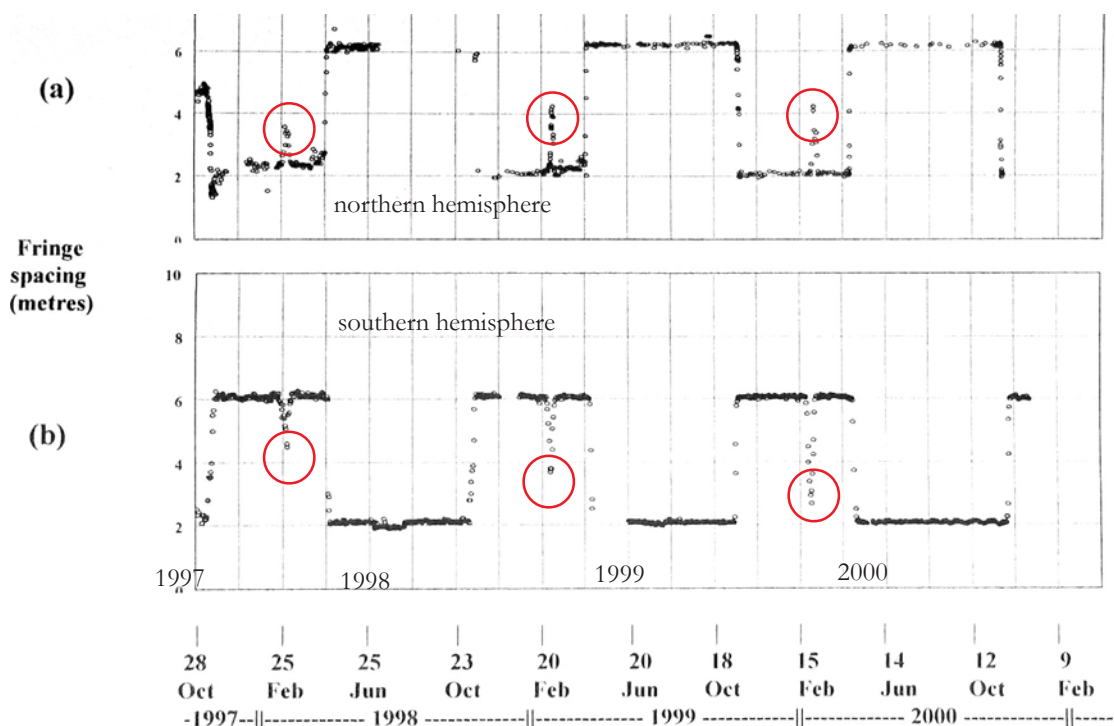 6
(a)
4
2
northern hemisphere
0
Fringe
spacing
(metres)
10
southern hemisphere
8
6
(b)
4
2
1997
1998
1999
2000
0
28 25 25 23 20 20 18 15 14 12 9
Oct Feb Jun Oct Feb Jun Oct Feb Jun Oct Feb
-1997--||---------------1998---------------||---------------1999---------------||---------------2000---------------||--